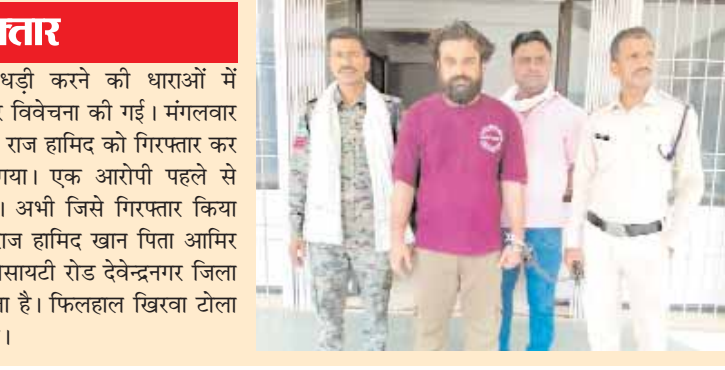 फ्तार
धड़ी करने की धाराओं में
र विवेचना की गई। मंगलवार
राज हामिद को गिरफ्तार कर
गया। एक आरोपी पहले से
। अभी जिसे गिरफ्तार किया
राज हामिद खान पिता आमिर
सायटी रोड देवेन्द्रनगर जिला
ा है। फिलहाल खिरवा टोला
।